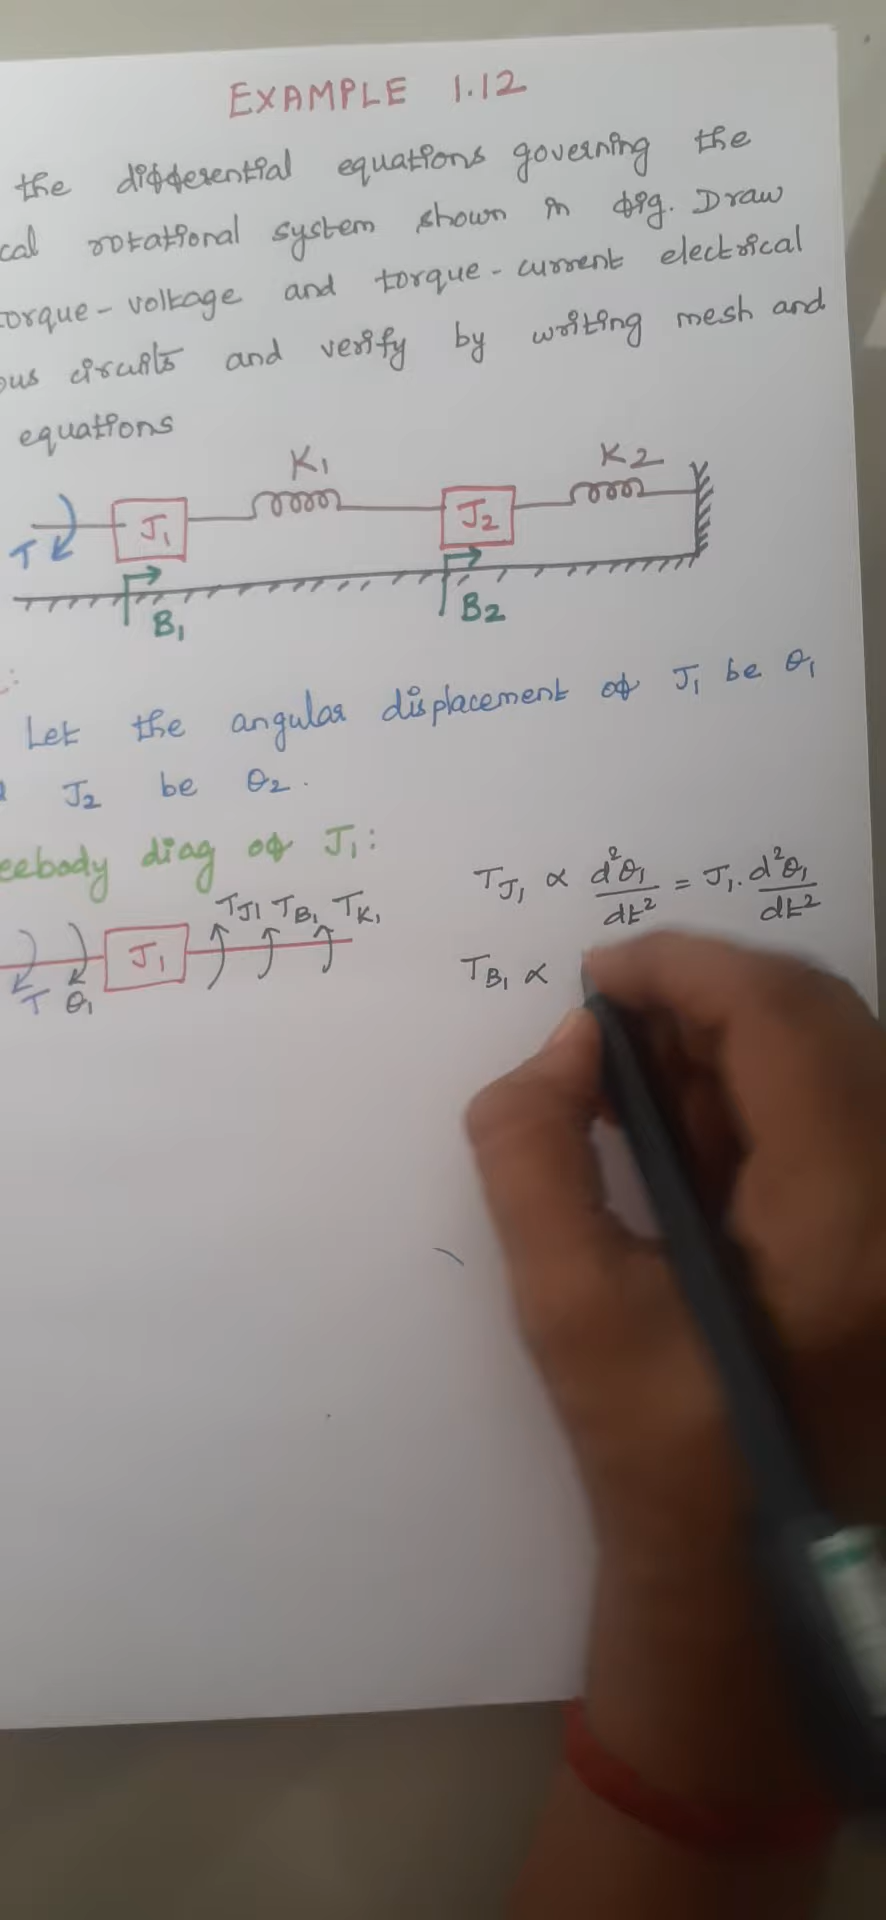 EXAMPLE 1.12
the differential equations governing the
cal rotational system shown in fig. Draw
torque-voltage and torque-current electrical
ous circuits and verify by writing mesh and
equations
K1 K2
T J1 J2
B1 B2
Let the angular displacement of J1 be θ1
J2 be θ2.
eebody diag of J1:
TJ1 ∝ d²θ1/dt² = J1. d²θ1/dt²
TJ1 TB1 TK1
J1
T θ1
TB1 ∝